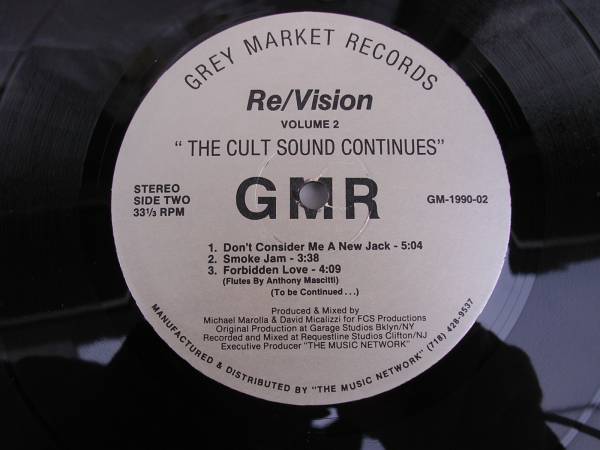 GREY MARKET RECORDS
Re/Vision
VOLUME 2
" THE CULT SOUND CONTINUES"
GMR
STEREO
SIDE TWO
33⅓ RPM
GM-1990-02
1. Don't Consider Me A New Jack - 5:04
2. Smoke Jam - 3:38
3. Forbidden Love - 4:09
(Flutes By Anthony Mascitti)
(To be Continued . . .)
Produced & Mixed by
Michael Marolla & David Micalizzi for FCS Productions
Original Production at Garage Studios Bklyn/NY
Recorded and Mixed at Requestline Studios Clifton/NJ
Executive Producer "THE MUSIC NETWORK"
MANUFACTURED & DISTRIBUTED BY "THE MUSIC NETWORK" (718) 428-9537